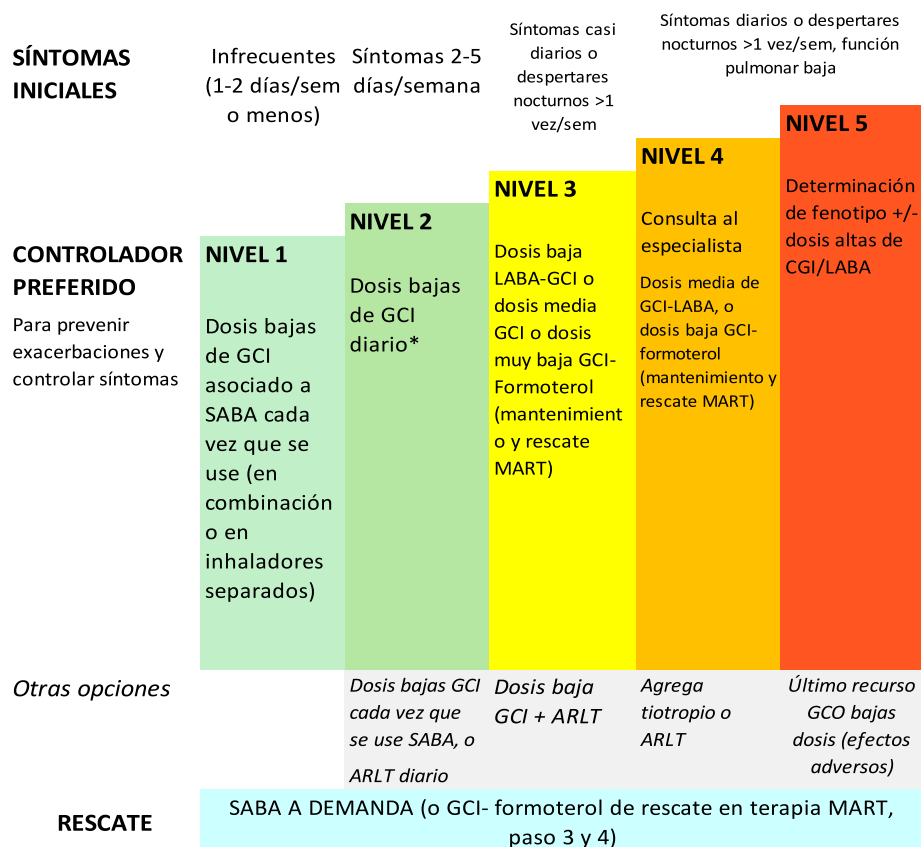 SÍNTOMAS
INICIALES
Infrecuentes
(1-2 días/sem
o menos)
Síntomas 2-5
días/semana
Síntomas casi
diarios o
despertares
nocturnos >1
vez/sem
Síntomas diarios o despertares
nocturnos >1 vez/sem, función
pulmonar baja
CONTROLADOR
PREFERIDO
Para prevenir
exacerbaciones y
controlar síntomas
NIVEL 1
Dosis bajas
de GCI
asociado a
SABA cada
vez que se
use (en
combinación
o en
inhaladores
separados)
NIVEL 2
Dosis bajas
de GCI
diario*
NIVEL 3
Dosis baja
LABA-GCI o
dosis media
GCI o dosis
muy baja GCI-
Formoterol
(mantenimient
o y rescate
MART)
NIVEL 4
Consulta al
especialista
Dosis media de
GCI-LABA, o
dosis baja GCI-
formoterol
(mantenimiento y
rescate MART)
NIVEL 5
Determinación
de fenotipo +/-
dosis altas de
CGI/LABA
Otras opciones
Dosis bajas GCI
cada vez que
se use SABA, o
ARLT diario
Dosis baja
GCI + ARLT
Agrega
tiotropio o
ARLT
Último recurso
GCO bajas
dosis (efectos
adversos)
RESCATE
SABA A DEMANDA (o GCI- formoterol de rescate en terapia MART,
paso 3 y 4)